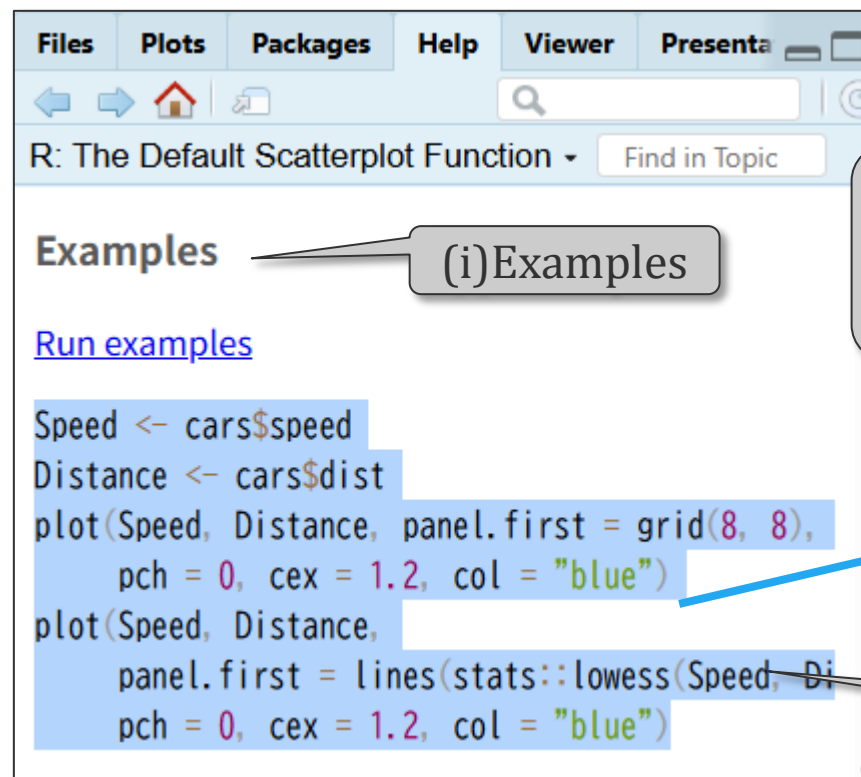 Files Plots Packages Help Viewer Presenta
R: The Default Scatterplot Function Find in Topic
Examples
(i)Examples
Run examples
Speed <- cars$speed
Distance <- cars$dist
plot(Speed, Distance, panel.first = grid(8, 8),
     pch = 0, cex = 1.2, col = "blue")
plot(Speed, Distance,
     panel.first = lines(stats::lowess(Speed, Di
     pch = 0, cex = 1.2, col = "blue")